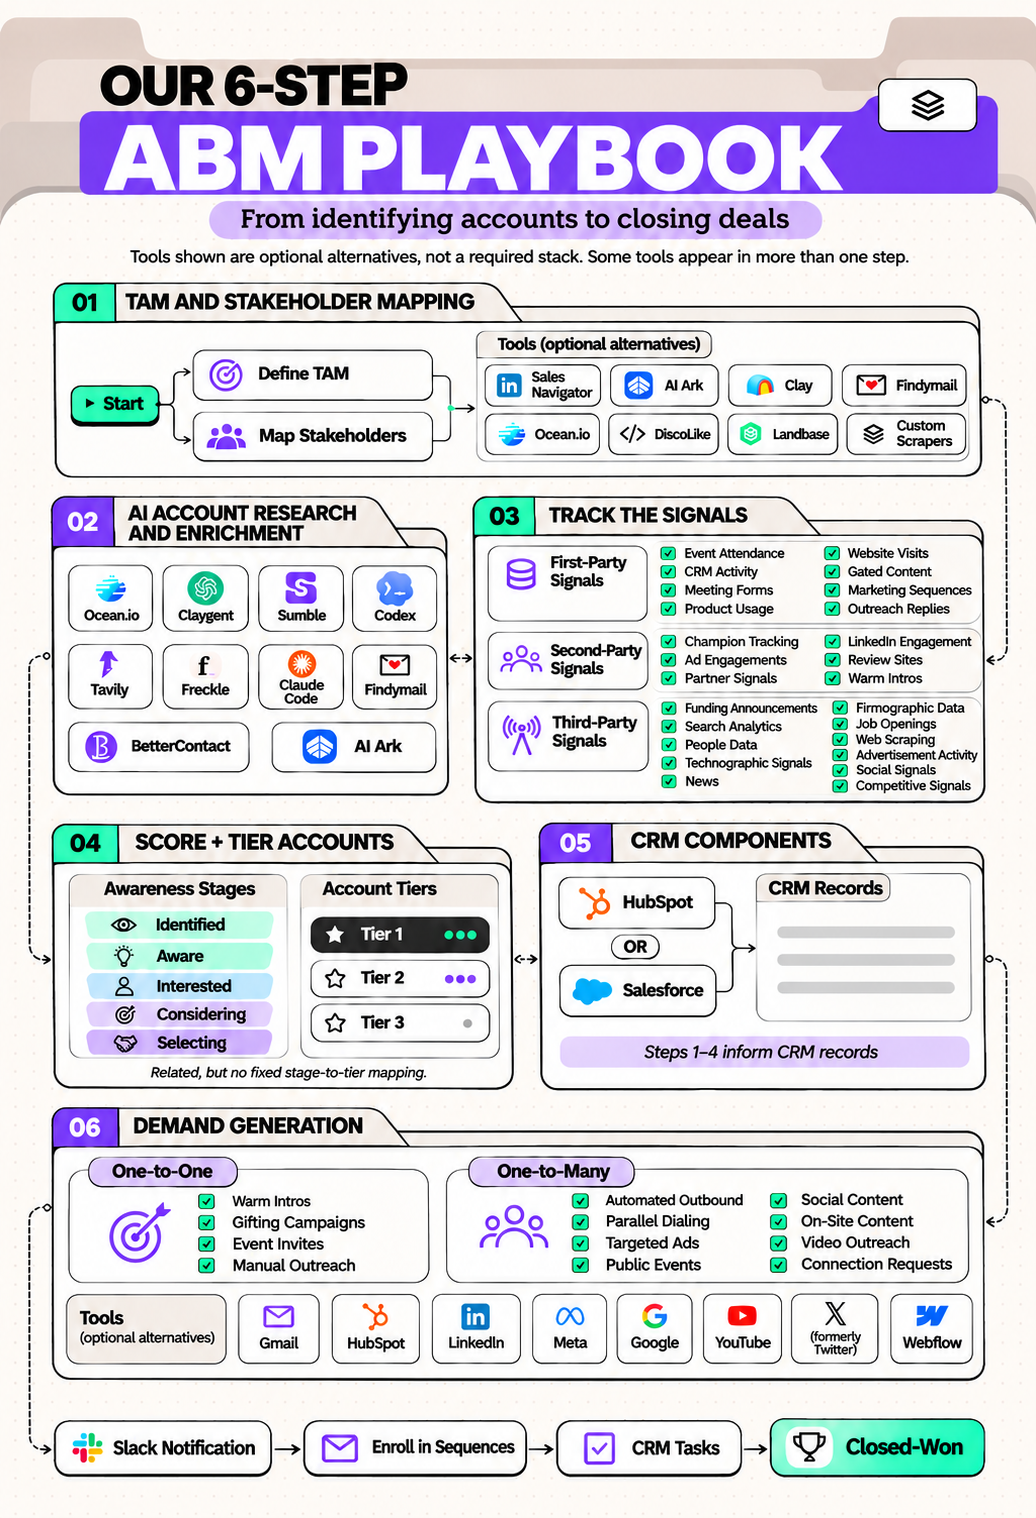 OUR 6-STEP
ABM PLAYBOOK
From identifying accounts to closing deals
Tools shown are optional alternatives, not a required stack. Some tools appear in more than one step.
01
TAM AND STAKEHOLDER MAPPING
Start
Define TAM
Map Stakeholders
Tools (optional alternatives)
Sales
Navigator
AI Ark
Clay
Findymail
Ocean.io
DiscoLike
Landbase
Custom
Scrapers
02
AI ACCOUNT RESEARCH
AND ENRICHMENT
Ocean.io
Claygent
Sumble
Codex
Tavily
Freckle
Claude
Code
Findymail
BetterContact
AI Ark
03
TRACK THE SIGNALS
First-Party
Signals
Event Attendance
CRM Activity
Meeting Forms
Product Usage
Website Visits
Gated Content
Marketing Sequences
Outreach Replies
Second-Party
Signals
Champion Tracking
Ad Engagements
Partner Signals
LinkedIn Engagement
Review Sites
Warm Intros
Third-Party
Signals
Funding Announcements
Search Analytics
People Data
Technographic Signals
News
Firmographic Data
Job Openings
Web Scraping
Advertisement Activity
Social Signals
Competitive Signals
04
SCORE + TIER ACCOUNTS
Awareness Stages
Identified
Aware
Interested
Considering
Selecting
Account Tiers
Tier 1
Tier 2
Tier 3
Related, but no fixed stage-to-tier mapping.
05
CRM COMPONENTS
HubSpot
OR
Salesforce
CRM Records
Steps 1–4 inform CRM records
06
DEMAND GENERATION
One-to-One
Warm Intros
Gifting Campaigns
Event Invites
Manual Outreach
One-to-Many
Automated Outbound
Parallel Dialing
Targeted Ads
Public Events
Social Content
On-Site Content
Video Outreach
Connection Requests
Tools
(optional alternatives)
Gmail
HubSpot
LinkedIn
Meta
Google
YouTube
(formerly
Twitter)
Webflow
Slack Notification
Enroll in Sequences
CRM Tasks
Closed-Won